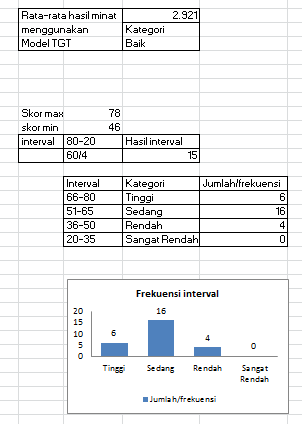 Rata-rata hasil minat 2.921
menggunakan Kategori
Model TGT Baik
Skor max 78
skor min 46
interval 80-20 Hasil interval
60/4 15
Interval Kategori Jumlah/frekuensi
66-80 Tinggi 6
51-65 Sedang 16
36-50 Rendah 4
20-35 Sangat Rendah 0
Frekuensi interval
20
15
10
5
0
6
16
4
0
Tinggi Sedang Rendah Sangat
Rendah
Jumlah/frekuensi